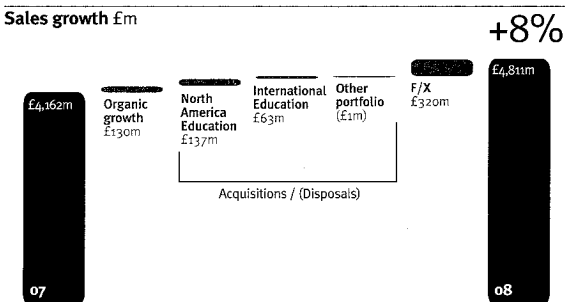 Sales growth £m
+8%
£4,162m
Organic
growth
£130m
North
America
Education
£137m
International
Education
£63m
Other
portfolio
(£1m)
F/X
£320m
£4,811m
Acquisitions / (Disposals)
07
08